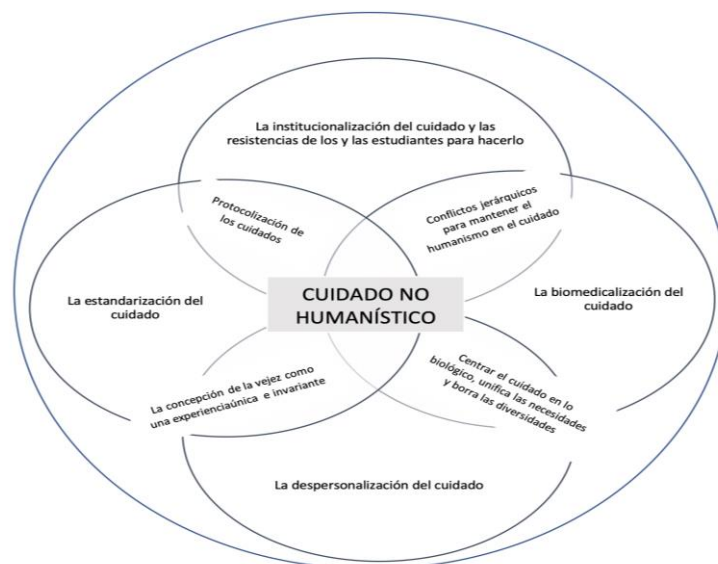 La institucionalización del cuidado y las
resistencias de los y las estudiantes para hacerlo
Protocolización de
los cuidados
Conflictos jerárquicos
para mantener el
humanismo en el cuidado
La estandarización del
cuidado
CUIDADO NO
HUMANÍSTICO
La biomedicalización del
cuidado
La concepción de la vejez como
una experienciaúnica e invariante
Centrar el cuidado en lo
biológico, unifica las necesidades
y borra las diversidades
La despersonalización del cuidado